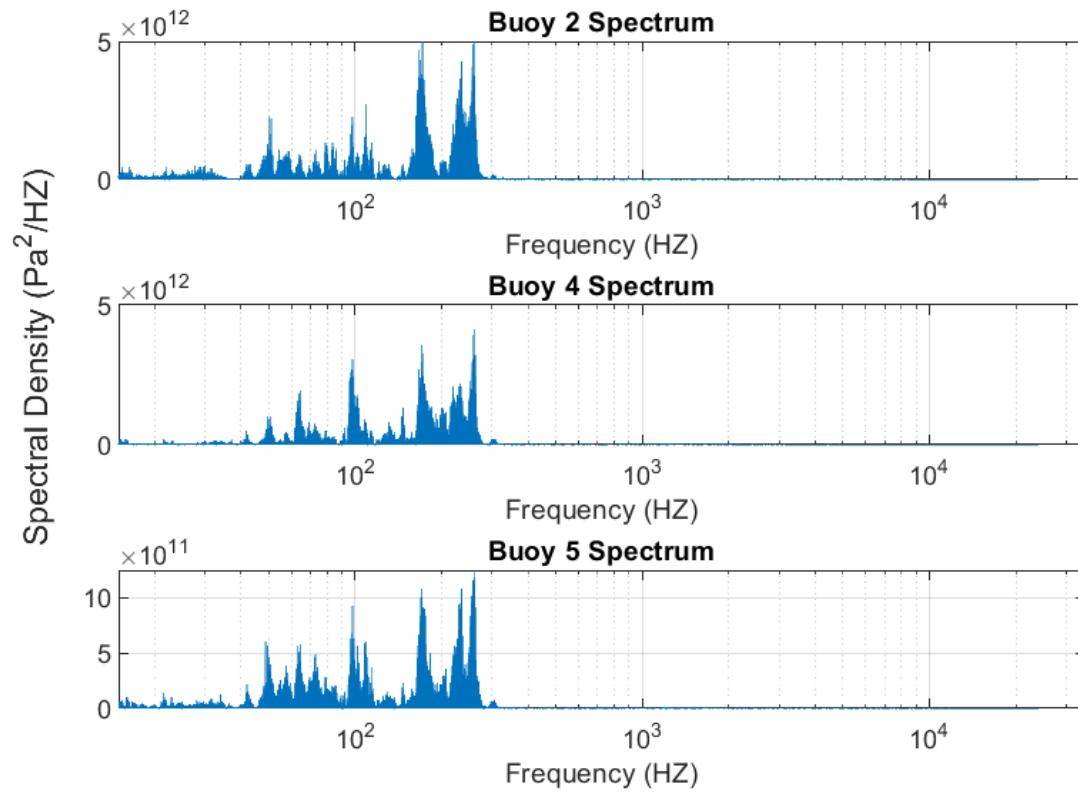 Spectral Density (Pa²/HZ)
×10¹²
Buoy 2 Spectrum
5
0
10² 10³ 10⁴
Frequency (HZ)
×10¹²
Buoy 4 Spectrum
5
0
10² 10³ 10⁴
Frequency (HZ)
×10¹¹
Buoy 5 Spectrum
10
5
0
10² 10³ 10⁴
Frequency (HZ)